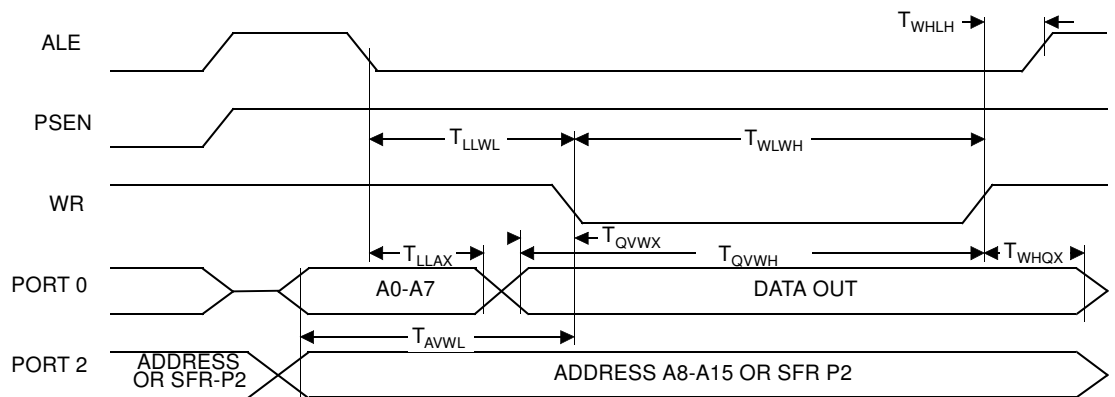 T_WHLH
ALE
PSEN
T_LLWL
T_WLWH
WR
T_QVWX
T_LLAX
T_QVWH
T_WHQX
PORT 0
A0-A7
DATA OUT
T_AVWL
PORT 2
ADDRESS
OR SFR-P2
ADDRESS A8-A15 OR SFR P2